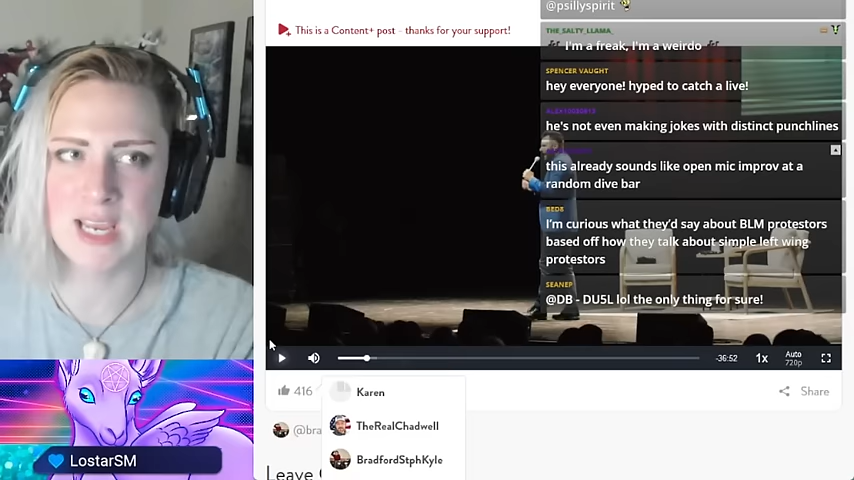 @psillyspirit
This is a Content+ post - thanks for your support!
THE_SALTY_LLAMA_
I'm a freak, I'm a weirdo
SPENCER VAUGHT
hey everyone! hyped to catch a live!
he's not even making jokes with distinct punchlines
this already sounds like open mic improv at a
random dive bar
BEDB
I'm curious what they'd say about BLM protestors
based off how they talk about simple left wing
protestors
SEANEP
@DB - DU5L lol the only thing for sure!
-36:52
1x
Auto
720p
416
Share
Karen
TheRealChadwell
BradfordStphKyle
@bra
Leave
LostarSM